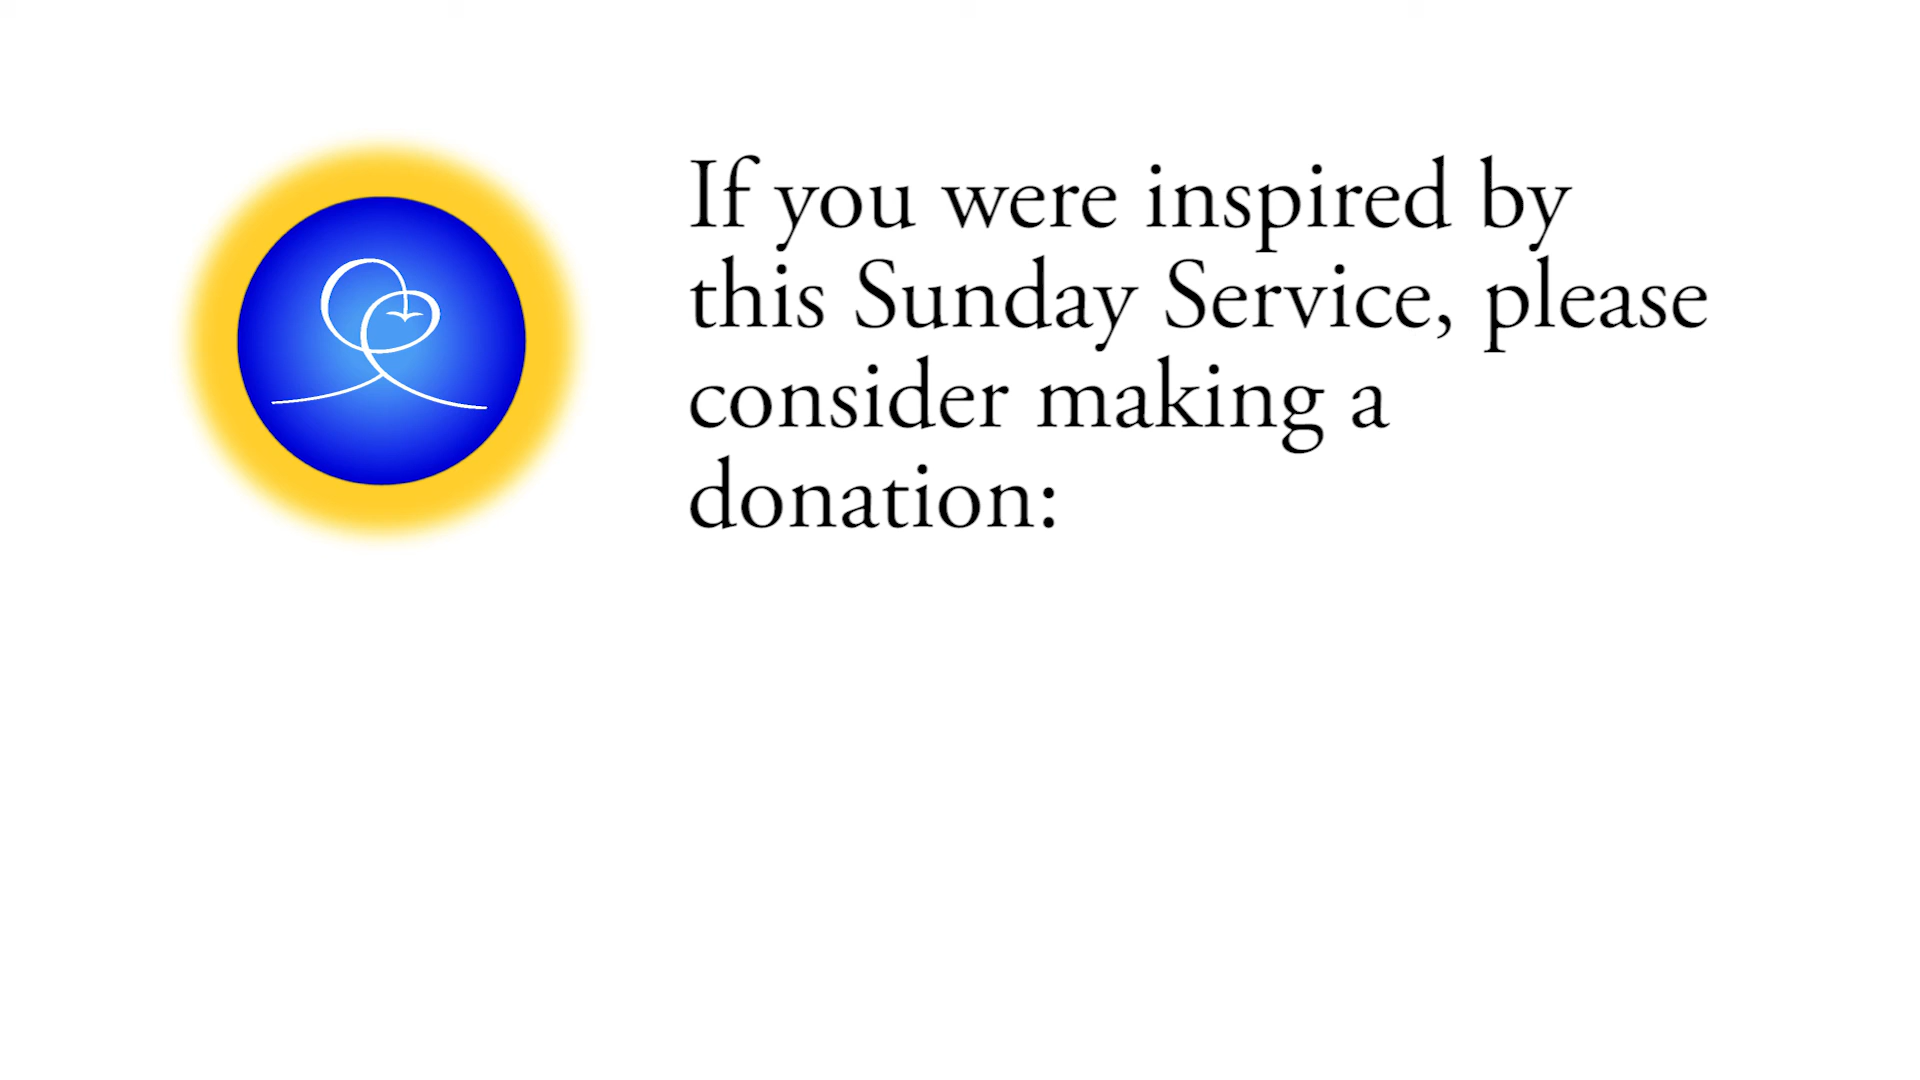 If you were inspired by
this Sunday Service, please
consider making a
donation: